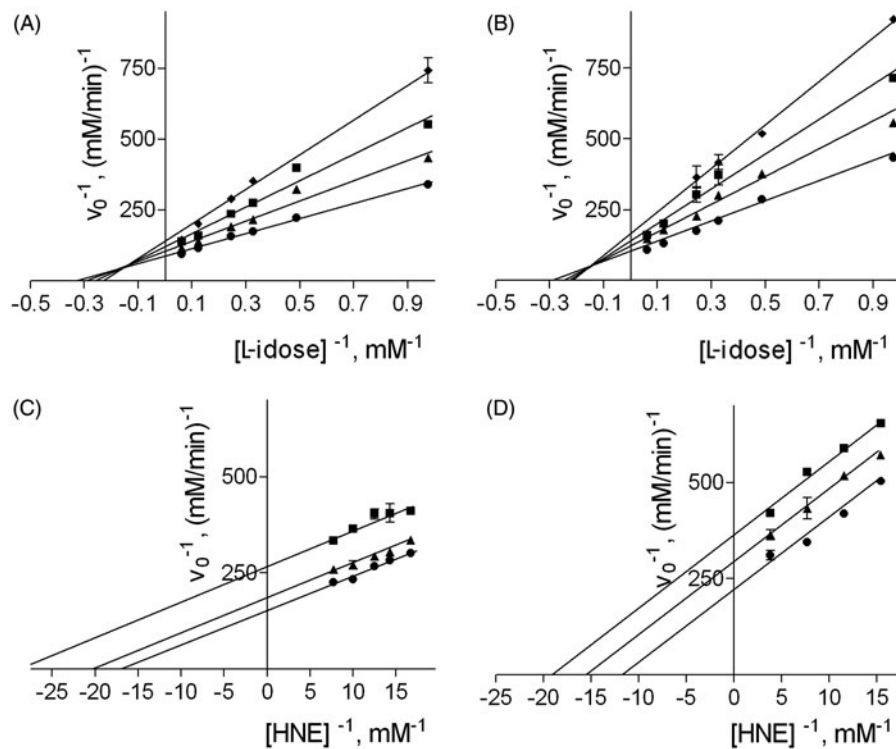 (A)
v₀⁻¹, (mM/min)⁻¹
750
500
250
-0.5 -0.3 -0.1 0.1 0.3 0.5 0.7 0.9
[L-idose]⁻¹, mM⁻¹
(B)
v₀⁻¹, (mM/min)⁻¹
750
500
250
-0.5 -0.3 -0.1 0.1 0.3 0.5 0.7 0.9
[L-idose]⁻¹, mM⁻¹
(C)
v₀⁻¹, (mM/min)⁻¹
500
250
-25 -20 -15 -10 -5 0 5 10 15
[HNE]⁻¹, mM⁻¹
(D)
v₀⁻¹, (mM/min)⁻¹
500
250
-25 -20 -15 -10 -5 0 5 10 15
[HNE]⁻¹, mM⁻¹